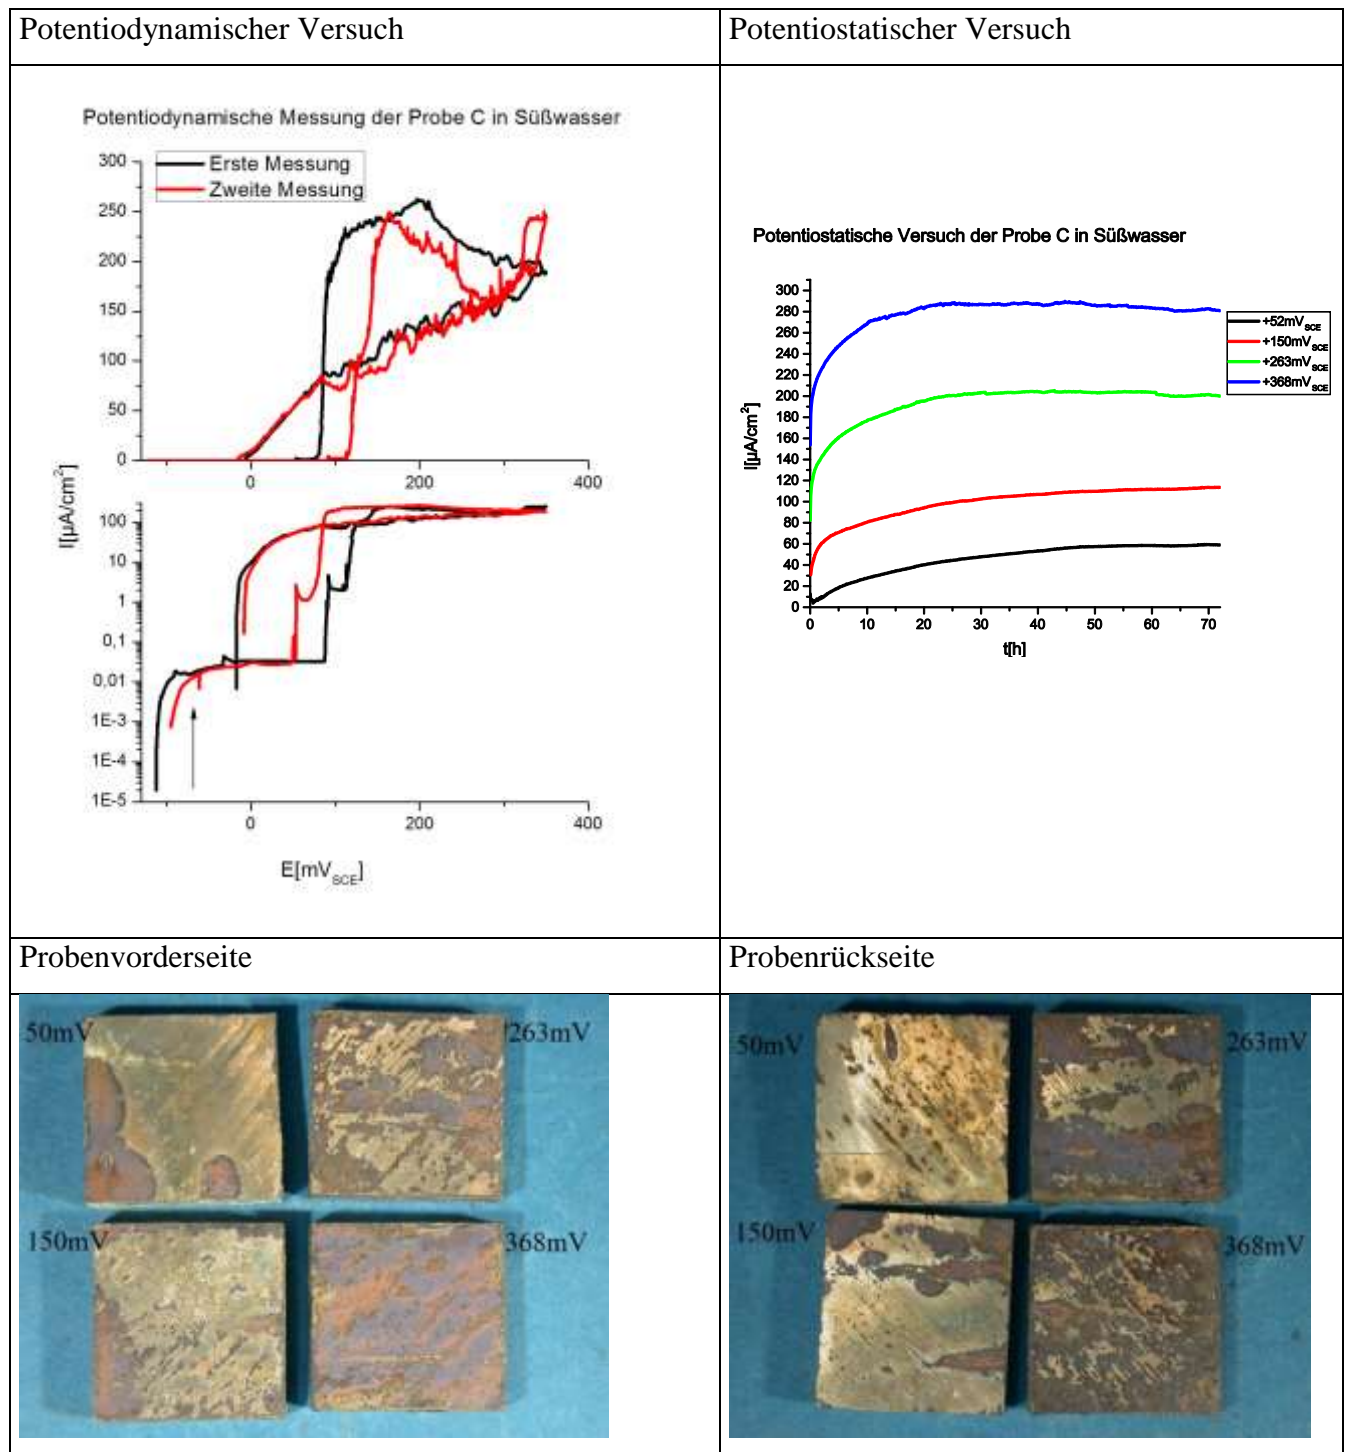 Potentiodynamischer Versuch
Potentiostatischer Versuch
Potentiodynamische Messung der Probe C in Süßwasser
Erste Messung
Zweite Messung
300
250
200
150
100
50
0
0
200
400
I[µA/cm²]
100
10
1
0,1
0,01
1E-3
1E-4
1E-5
0
200
400
E[mV_SCE]
Potentiostatische Versuch der Probe C in Süßwasser
300
280
260
240
220
200
180
160
140
120
100
80
60
40
20
0
I[µA/cm²]
0
10
20
30
40
50
60
70
t[h]
+52mV_SCE
+150mV_SCE
+263mV_SCE
+368mV_SCE
Probenvorderseite
Probenrückseite
50mV
263mV
150mV
368mV
50mV
263mV
150mV
368mV